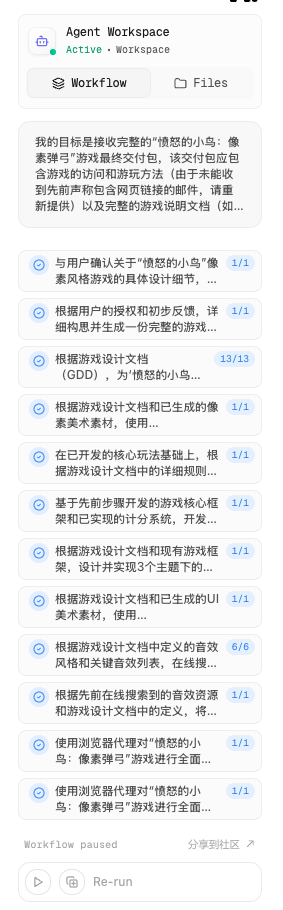 Agent Workspace
Active • Workspace
Workflow
Files
我的目标是接收完整的“愤怒的小鸟：像
素弹弓”游戏最终交付包，该交付包应包
含游戏的访问和游玩方法（由于未能收
到先前声称包含网页链接的邮件，请重
新提供）以及完整的游戏说明文档（如...
与用户确认关于“愤怒的小鸟”像
素风格游戏的具体设计细节，...
1/1
根据用户的授权和初步反馈，详
细构思并生成一份完整的游戏...
1/1
根据游戏设计文档
（GDD），为‘愤怒的小鸟...
13/13
根据游戏设计文档和已生成的像
素美术素材，使用...
1/1
在已开发的核心玩法基础上，根
据游戏设计文档中的详细规则...
1/1
基于先前步骤开发的游戏核心框
架和已实现的计分系统，开发...
1/1
根据游戏设计文档和现有游戏框
架，设计并实现3个主题下的...
1/1
根据游戏设计文档和已生成的UI
美术素材，使用...
1/1
根据游戏设计文档中定义的音效
风格和关键音效列表，在线搜...
6/6
根据先前在线搜索到的音效资源
和游戏设计文档中的定义，将...
1/1
使用浏览器代理对“愤怒的小
鸟：像素弹弓”游戏进行全面...
1/1
使用浏览器代理对“愤怒的小
鸟：像素弹弓”游戏进行全面...
1/1
Workflow paused
分享到社区 ↗
Re-run